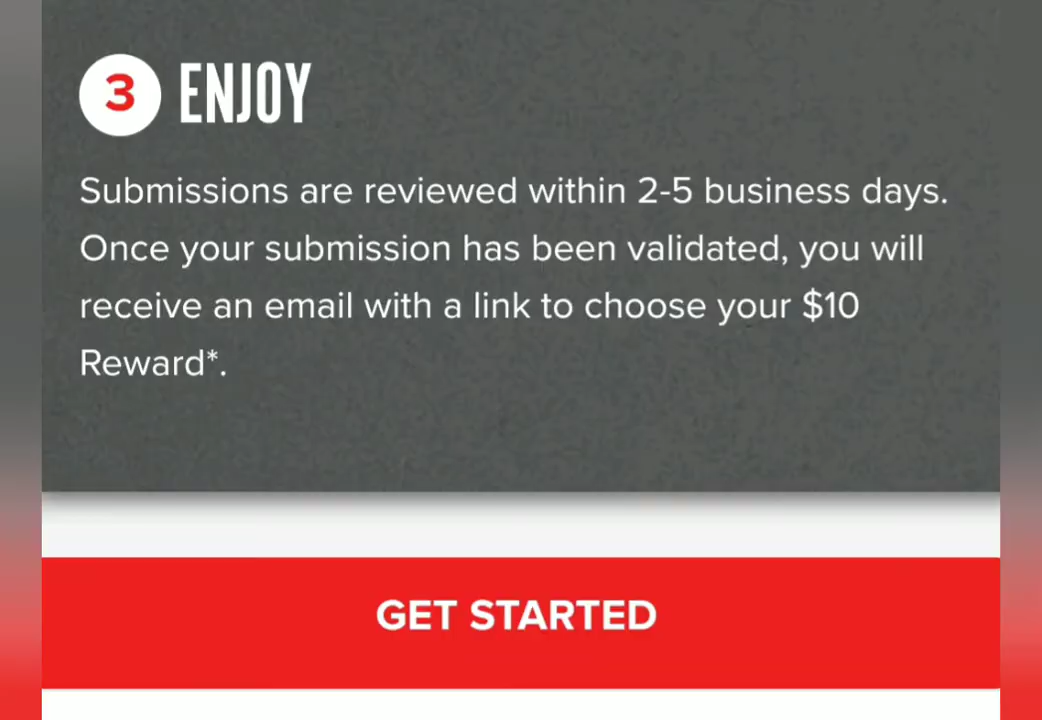 3 ENJOY
Submissions are reviewed within 2-5 business days.
Once your submission has been validated, you will
receive an email with a link to choose your $10
Reward*.
GET STARTED